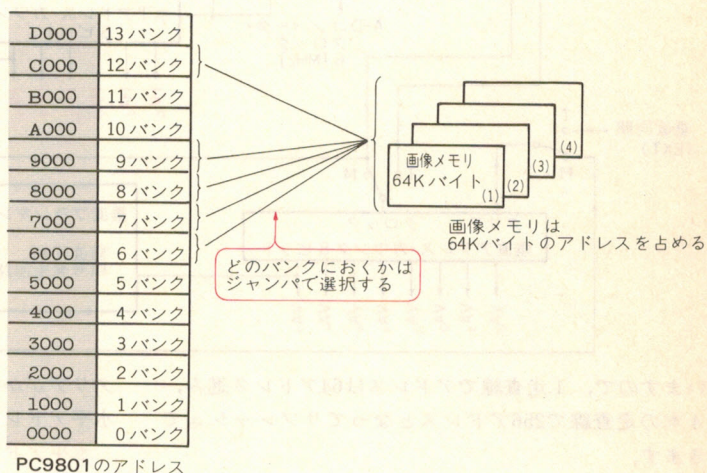 D000 13バンク
C000 12バンク
B000 11バンク
A000 10バンク
9000 9バンク
8000 8バンク
7000 7バンク
6000 6バンク
5000 5バンク
4000 4バンク
3000 3バンク
2000 2バンク
1000 1バンク
0000 0バンク
PC9801のアドレス
どのバンクにおくかは
ジャンパで選択する
画像メモリ
64Kバイト
(1)
(2)
(3)
(4)
画像メモリは
64Kバイトのアドレスを占める